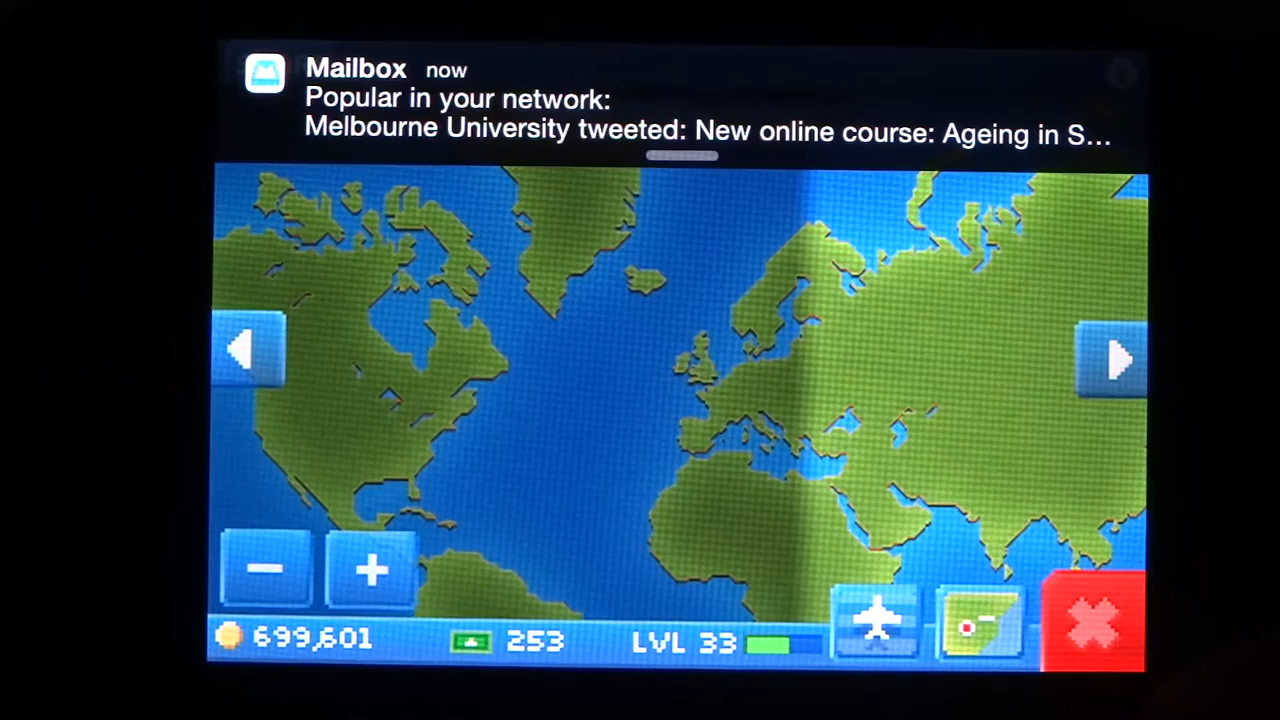 Mailbox now
Popular in your network:
Melbourne University tweeted: New online course: Ageing in S...
699,601 253 LVL 33